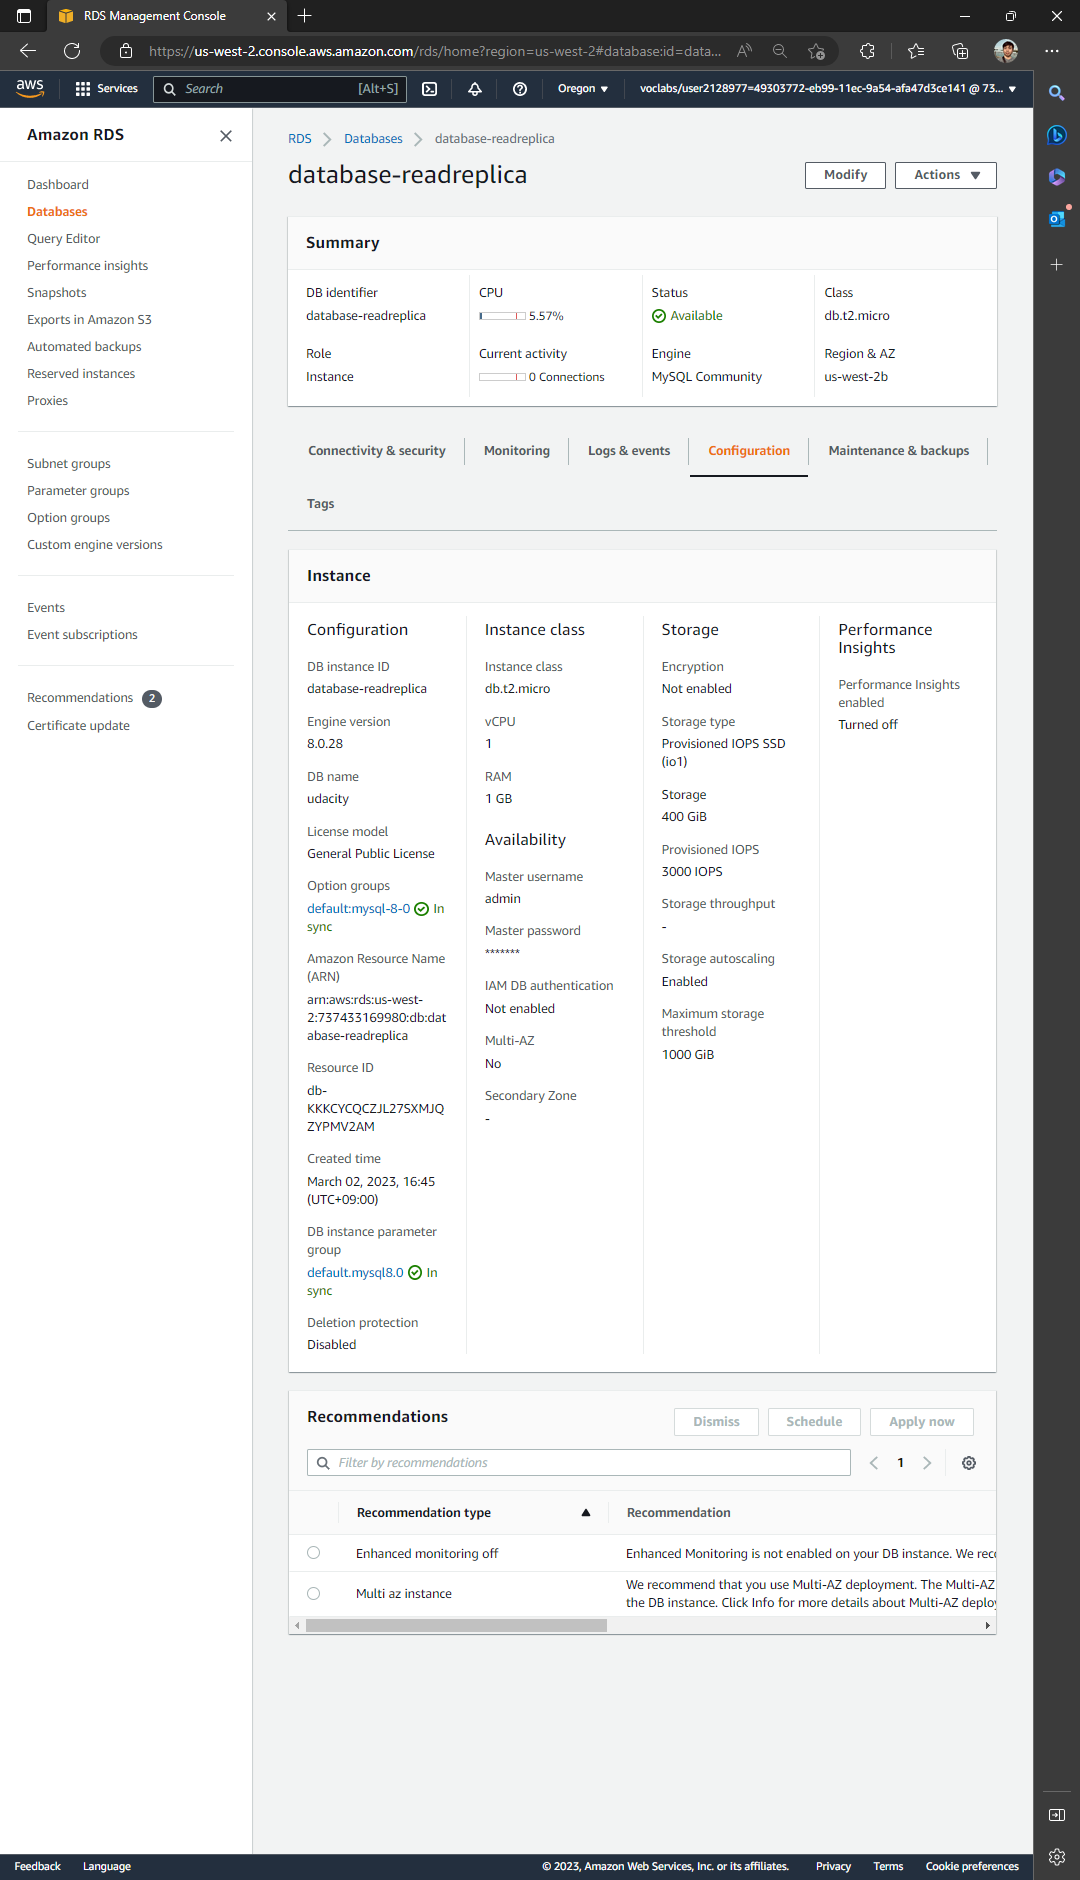 RDS Management Console
https://us-west-2.console.aws.amazon.com/rds/home?region=us-west-2#database:id=data...
aws
Services
Search
[Alt+S]
Oregon
voclabs/user2128977=49303772-eb99-11ec-9a54-afa47d3ce141 @ 73...
Amazon RDS
Dashboard
Databases
Query Editor
Performance insights
Snapshots
Exports in Amazon S3
Automated backups
Reserved instances
Proxies
Subnet groups
Parameter groups
Option groups
Custom engine versions
Events
Event subscriptions
Recommendations 2
Certificate update
RDS
Databases
database-readreplica
database-readreplica
Modify
Actions
Summary
DB identifier
database-readreplica
CPU
5.57%
Status
Available
Class
db.t2.micro
Role
Instance
Current activity
0 Connections
Engine
MySQL Community
Region & AZ
us-west-2b
Connectivity & security
Monitoring
Logs & events
Configuration
Maintenance & backups
Tags
Instance
Configuration
DB instance ID
database-readreplica
Engine version
8.0.28
DB name
udacity
License model
General Public License
Option groups
default:mysql-8-0 In
sync
Amazon Resource Name
(ARN)
arn:aws:rds:us-west-
2:737433169980:db:dat
abase-readreplica
Resource ID
db-
KKKCYCQCZJL27SXMJQ
ZYPMV2AM
Created time
March 02, 2023, 16:45
(UTC+09:00)
DB instance parameter
group
default.mysql8.0 In
sync
Deletion protection
Disabled
Instance class
Instance class
db.t2.micro
vCPU
1
RAM
1 GB
Availability
Master username
admin
Master password
*******
IAM DB authentication
Not enabled
Multi-AZ
No
Secondary Zone
-
Storage
Encryption
Not enabled
Storage type
Provisioned IOPS SSD
(io1)
Storage
400 GiB
Provisioned IOPS
3000 IOPS
Storage throughput
-
Storage autoscaling
Enabled
Maximum storage
threshold
1000 GiB
Performance
Insights
Performance Insights
enabled
Turned off
Recommendations
Dismiss
Schedule
Apply now
Filter by recommendations
1
Recommendation type
Recommendation
Enhanced monitoring off
Enhanced Monitoring is not enabled on your DB instance. We rec
Multi az instance
We recommend that you use Multi-AZ deployment. The Multi-AZ
the DB instance. Click Info for more details about Multi-AZ deplo
Feedback
Language
© 2023, Amazon Web Services, Inc. or its affiliates.
Privacy
Terms
Cookie preferences